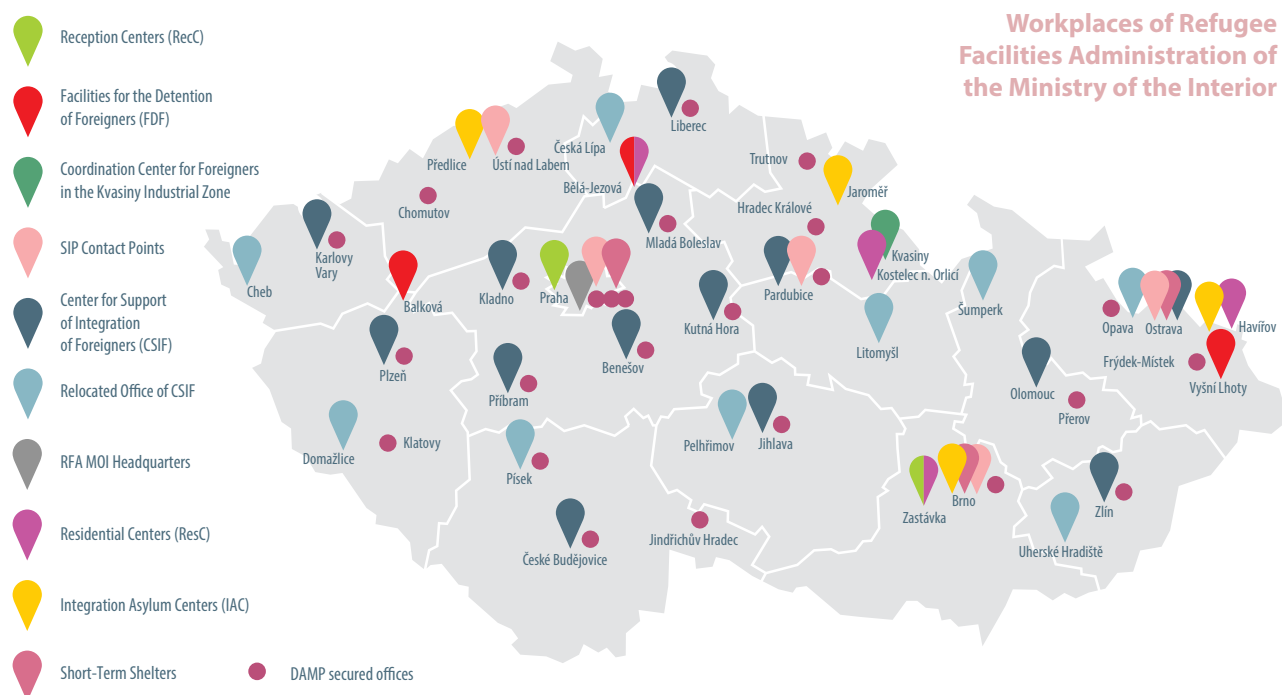 Workplaces of Refugee
Facilities Administration of
the Ministry of the Interior
Reception Centers (RecC)
Facilities for the Detention
of Foreigners (FDF)
Coordination Center for Foreigners
in the Kvasiny Industrial Zone
SIP Contact Points
Center for Support
of Integration
of Foreigners (CSIF)
Relocated Office of CSIF
RFA MOI Headquarters
Residential Centers (ResC)
Integration Asylum Centers (IAC)
Short-Term Shelters
DAMP secured offices
Liberec
Česká Lípa
Předlice
Ústí nad Labem
Trutnov
Bělá-Jezová
Jaroměř
Chomutov
Hradec Králové
Mladá Boleslav
Karlovy
Vary
Kvasiny
Kostelec n. Orlicí
Cheb
Balková
Kladno
Praha
Pardubice
Šumperk
Kutná Hora
Opava
Ostrava
Havířov
Litoměřl
Frýdek-Místek
Vyšní Lhoty
Plzeň
Benešov
Příbram
Olomouc
Přerov
Domažlice
Klatovy
Pelhřimov
Jihlava
Písek
Zastávka
Brno
Zlín
Jindřichův Hradec
Uherské Hradiště
České Budějovice